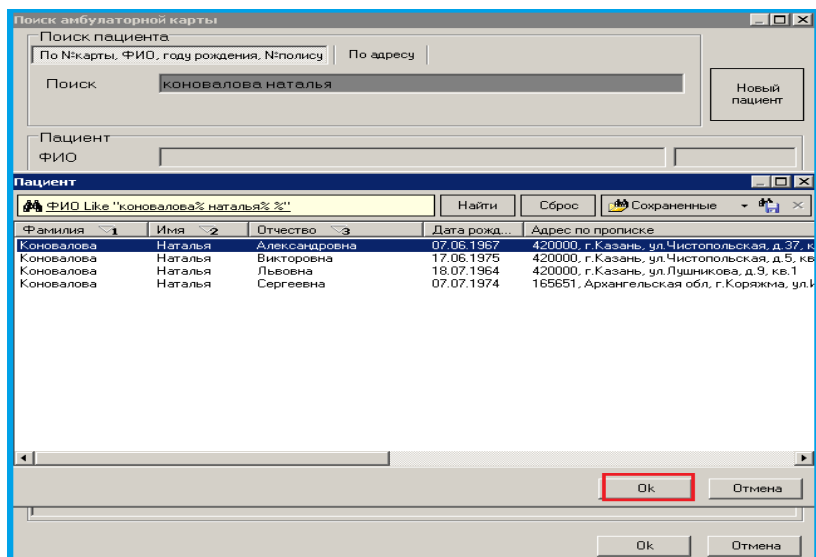 Поиск амбулаторной карты
Поиск пациента
По №карты, ФИО, году рождения, №полису По адресу
Поиск коновалова наталья
Новый пациент
Пациент
ФИО
Пациент
ФИО Like "коновалова% наталья% %" Найти Сброс Сохраненные
Фамилия 1 Имя 2 Отчество 3 Дата рожд... Адрес по прописке
Коновалова Наталья Александровна 07.06.1967 420000, г.Казань, ул.Чистопольская, д.37, к
Коновалова Наталья Викторовна 17.06.1975 420000, г.Казань, ул.Чистопольская, д.5, кв
Коновалова Наталья Львовна 18.07.1964 420000, г.Казань, ул.Лушникова, д.9, кв.1
Коновалова Наталья Сергеевна 07.07.1974 165651, Архангельская обл, г.Коряжма, ул.И
Ok Отмена
Ok Отмена